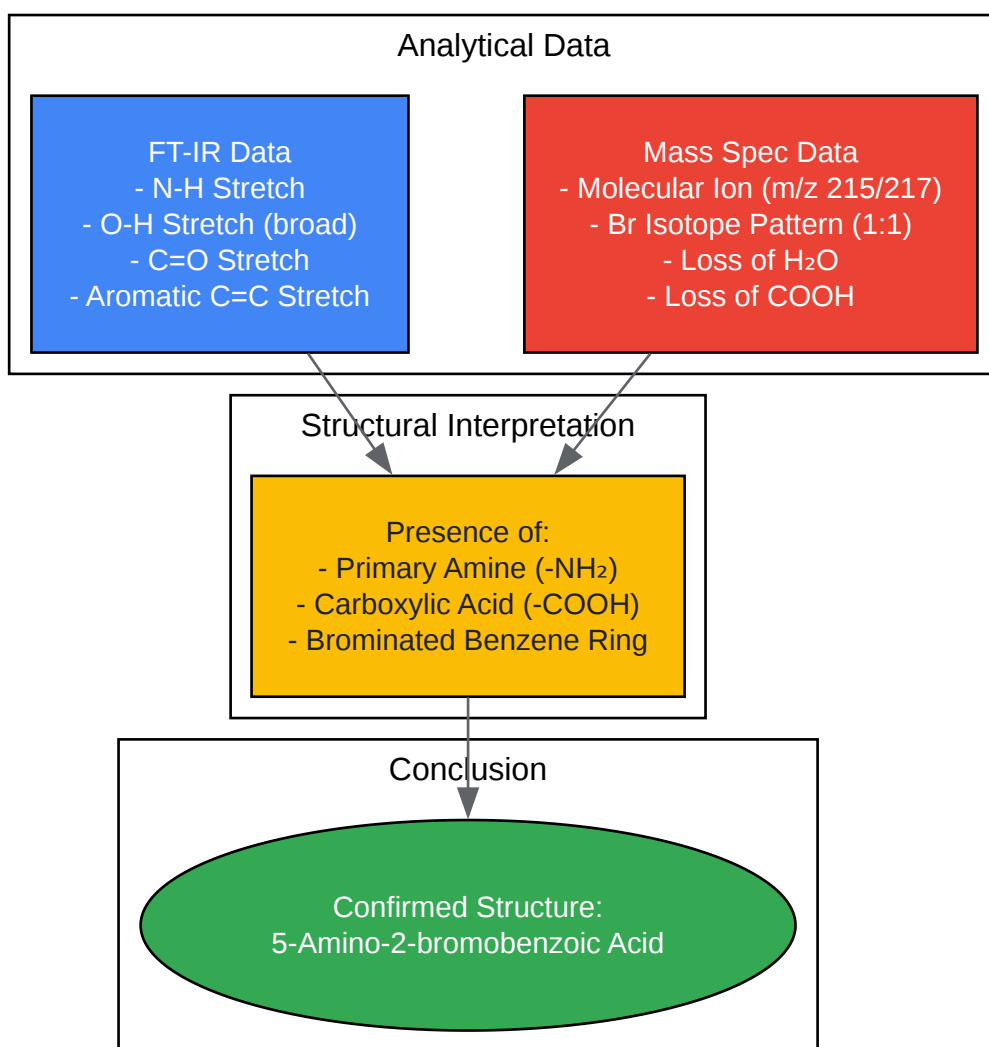 Analytical Data
FT-IR Data
- N-H Stretch
- O-H Stretch (broad)
- C=O Stretch
- Aromatic C=C Stretch
Mass Spec Data
- Molecular Ion (m/z 215/217)
- Br Isotope Pattern (1:1)
- Loss of H₂O
- Loss of COOH
Structural Interpretation
Presence of:
- Primary Amine (-NH₂)
- Carboxylic Acid (-COOH)
- Brominated Benzene Ring
Conclusion
Confirmed Structure:
5-Amino-2-bromobenzoic Acid